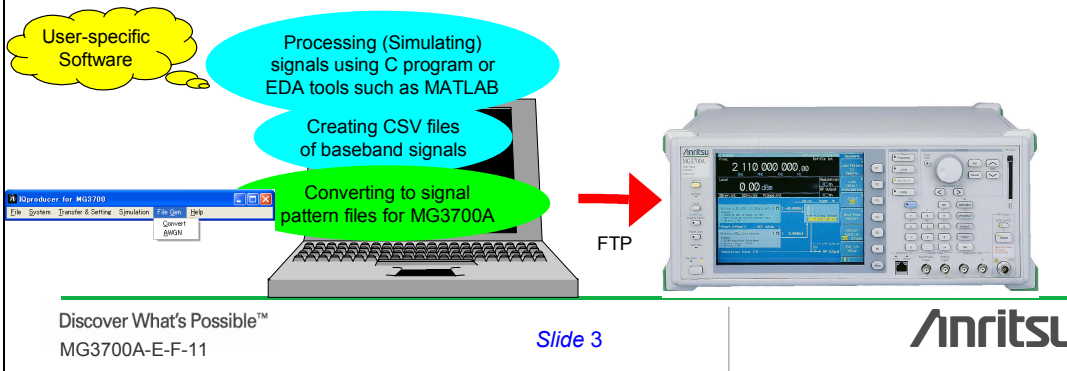 User-specific
Software
Processing (Simulating)
signals using C program or
EDA tools such as MATLAB
Creating CSV files
of baseband signals
Converting to signal
pattern files for MG3700A
IQproducer for MG3700
File System Transfer & Setting Simulation File Gen. Help
Convert
AWGN
FTP
Anritsu
MG3700A
2 110 000 000.00
0.00 dBm
Discover What's Possible™
MG3700A-E-F-11
Slide 3
Anritsu